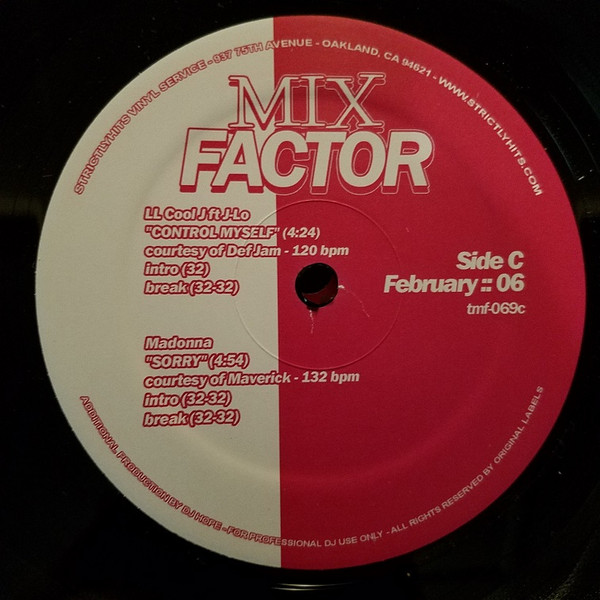 STRICTLYHITS VINYL SERVICE - 937 75TH AVENUE - OAKLAND, CA 94621 - WWW.STRICTLYHITS.COM
MIX
FACTOR
LL Cool J ft J-Lo
"CONTROL MYSELF" (4:24)
courtesy of Def Jam - 120 bpm
intro (32)
break (32-32)
Side C
February :: 06
tmf-069c
Madonna
"SORRY" (4:54)
courtesy of Maverick - 132 bpm
intro (32-32)
break (32-32)
ADDITIONAL PRODUCTION BY DJ HOPE - FOR PROFESSIONAL DJ USE ONLY - ALL RIGHTS RESERVED BY ORIGINAL LABELS